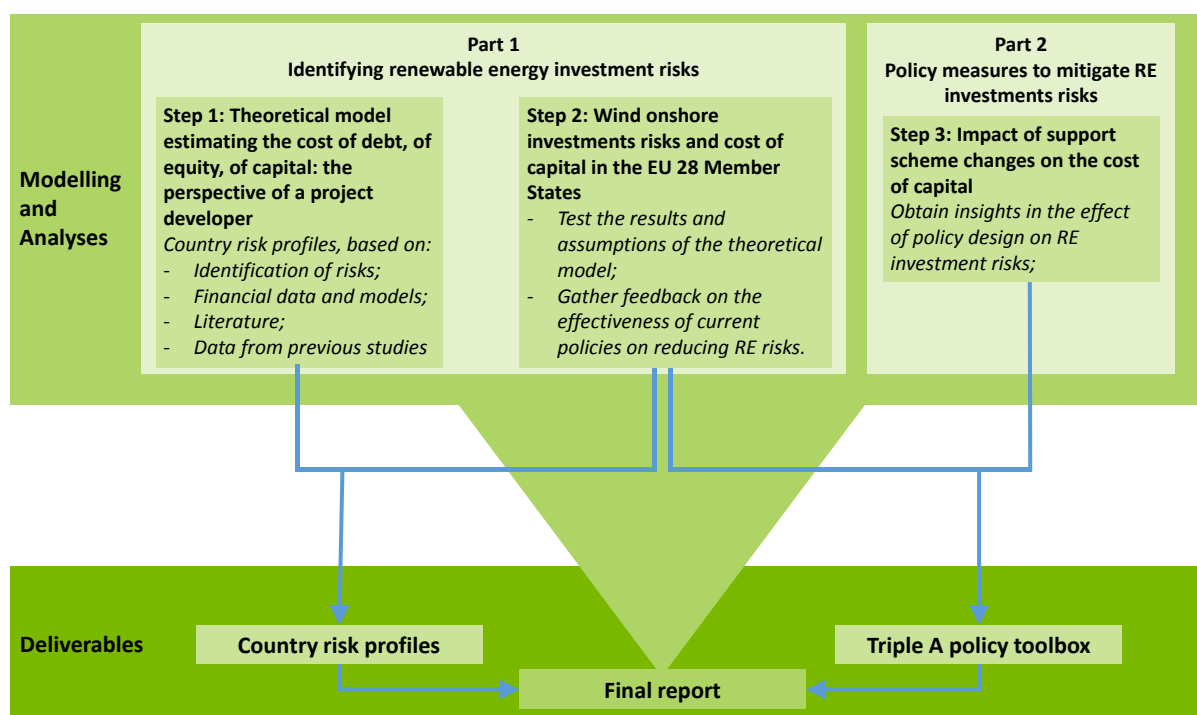 Modelling
and
Analyses
Part 1
Identifying renewable energy investment risks
Step 1: Theoretical model
estimating the cost of debt, of
equity, of capital: the
perspective of a project
developer
Country risk profiles, based on:
- Identification of risks;
- Financial data and models;
- Literature;
- Data from previous studies
Step 2: Wind onshore
investments risks and cost of
capital in the EU 28 Member
States
- Test the results and
assumptions of the theoretical
model;
- Gather feedback on the
effectiveness of current
policies on reducing RE risks.
Part 2
Policy measures to mitigate RE
investments risks
Step 3: Impact of support
scheme changes on the cost
of capital
Obtain insights in the effect
of policy design on RE
investment risks;
Deliverables
Country risk profiles
Triple A policy toolbox
Final report